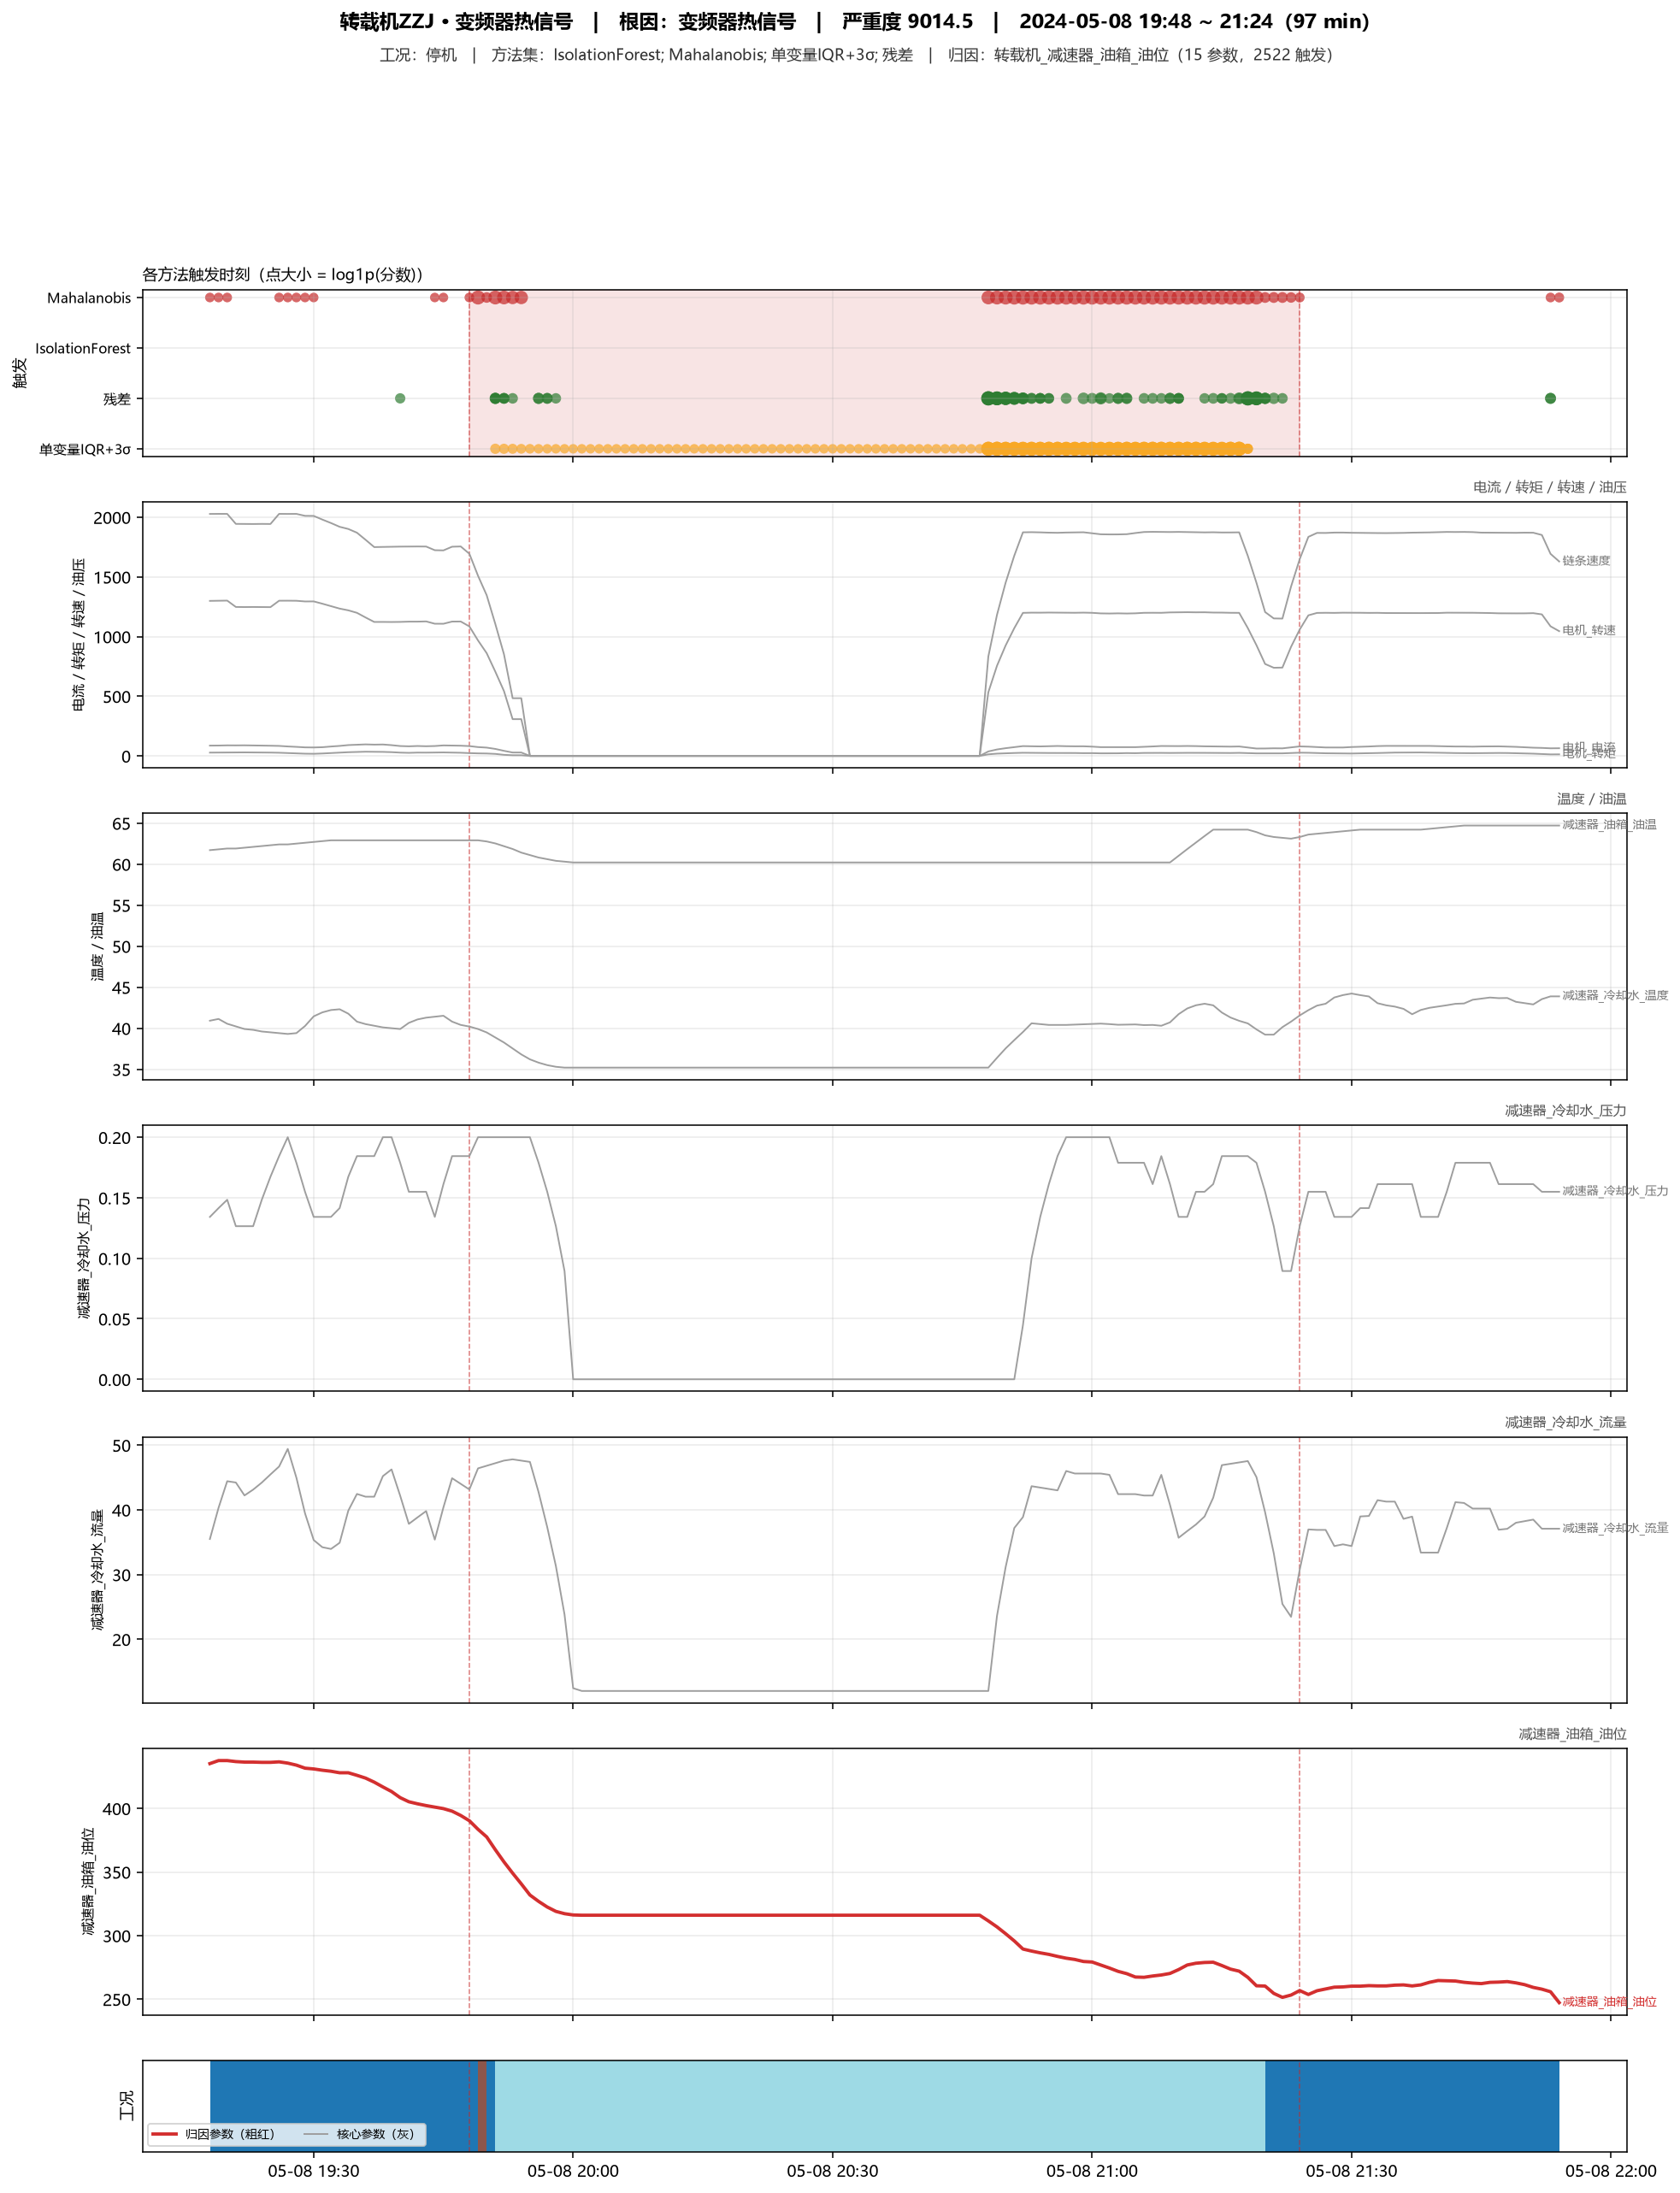 转载机ZZJ • 变频器热信号 | 根因：变频器热信号 | 严重度 9014.5 | 2024-05-08 19:48 ~ 21:24（97 min）
工况：停机 | 方法集：IsolationForest; Mahalanobis; 单变量IQR+3σ; 残差 | 归因：转载机_减速器_油箱_油位（15 参数，2522 触发）
各方法触发时刻（点大小 = log1p(分数)）
触发
Mahalanobis
IsolationForest
残差
单变量IQR+3σ
电流 / 转矩 / 转速 / 油压
电流 / 转矩 / 转速 / 油压
2000
1500
1000
500
0
链条速度
电机_转速
电机_电流
电机_转矩
温度 / 油温
温度 / 油温
65
60
55
50
45
40
35
减速器_油箱_油温
减速器_冷却水_温度
减速器_冷却水_压力
减速器_冷却水_压力
0.20
0.15
0.10
0.05
0.00
减速器_冷却水_压力
减速器_冷却水_流量
减速器_冷却水_流量
50
40
30
20
减速器_冷却水_流量
减速器_油箱_油位
减速器_油箱_油位
400
350
300
250
减速器_油箱_油位
工况
归因参数（粗红） 核心参数（灰）
05-08 19:30 05-08 20:00 05-08 20:30 05-08 21:00 05-08 21:30 05-08 22:00